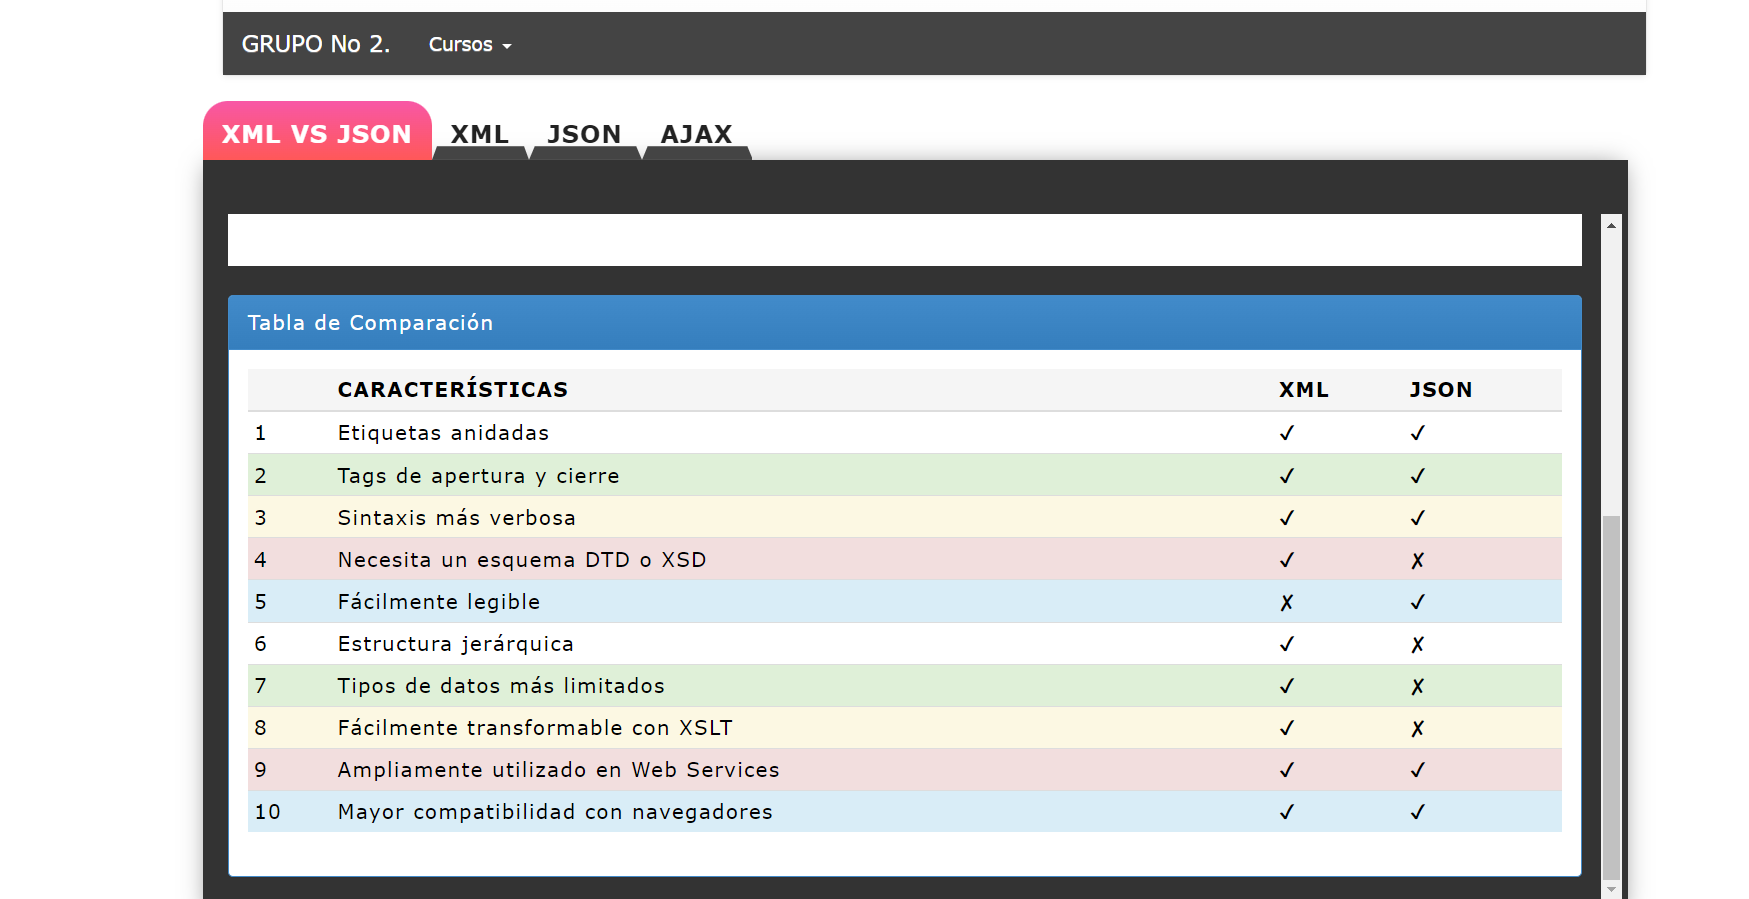 GRUPO No 2. Cursos
XML VS JSON XML JSON AJAX
Tabla de Comparación
CARACTERÍSTICAS XML JSON
1 Etiquetas anidadas ✓ ✓
2 Tags de apertura y cierre ✓ ✓
3 Sintaxis más verbosa ✓ ✓
4 Necesita un esquema DTD o XSD ✓ ✗
5 Fácilmente legible ✗ ✓
6 Estructura jerárquica ✓ ✗
7 Tipos de datos más limitados ✓ ✗
8 Fácilmente transformable con XSLT ✓ ✗
9 Ampliamente utilizado en Web Services ✓ ✓
10 Mayor compatibilidad con navegadores ✓ ✓